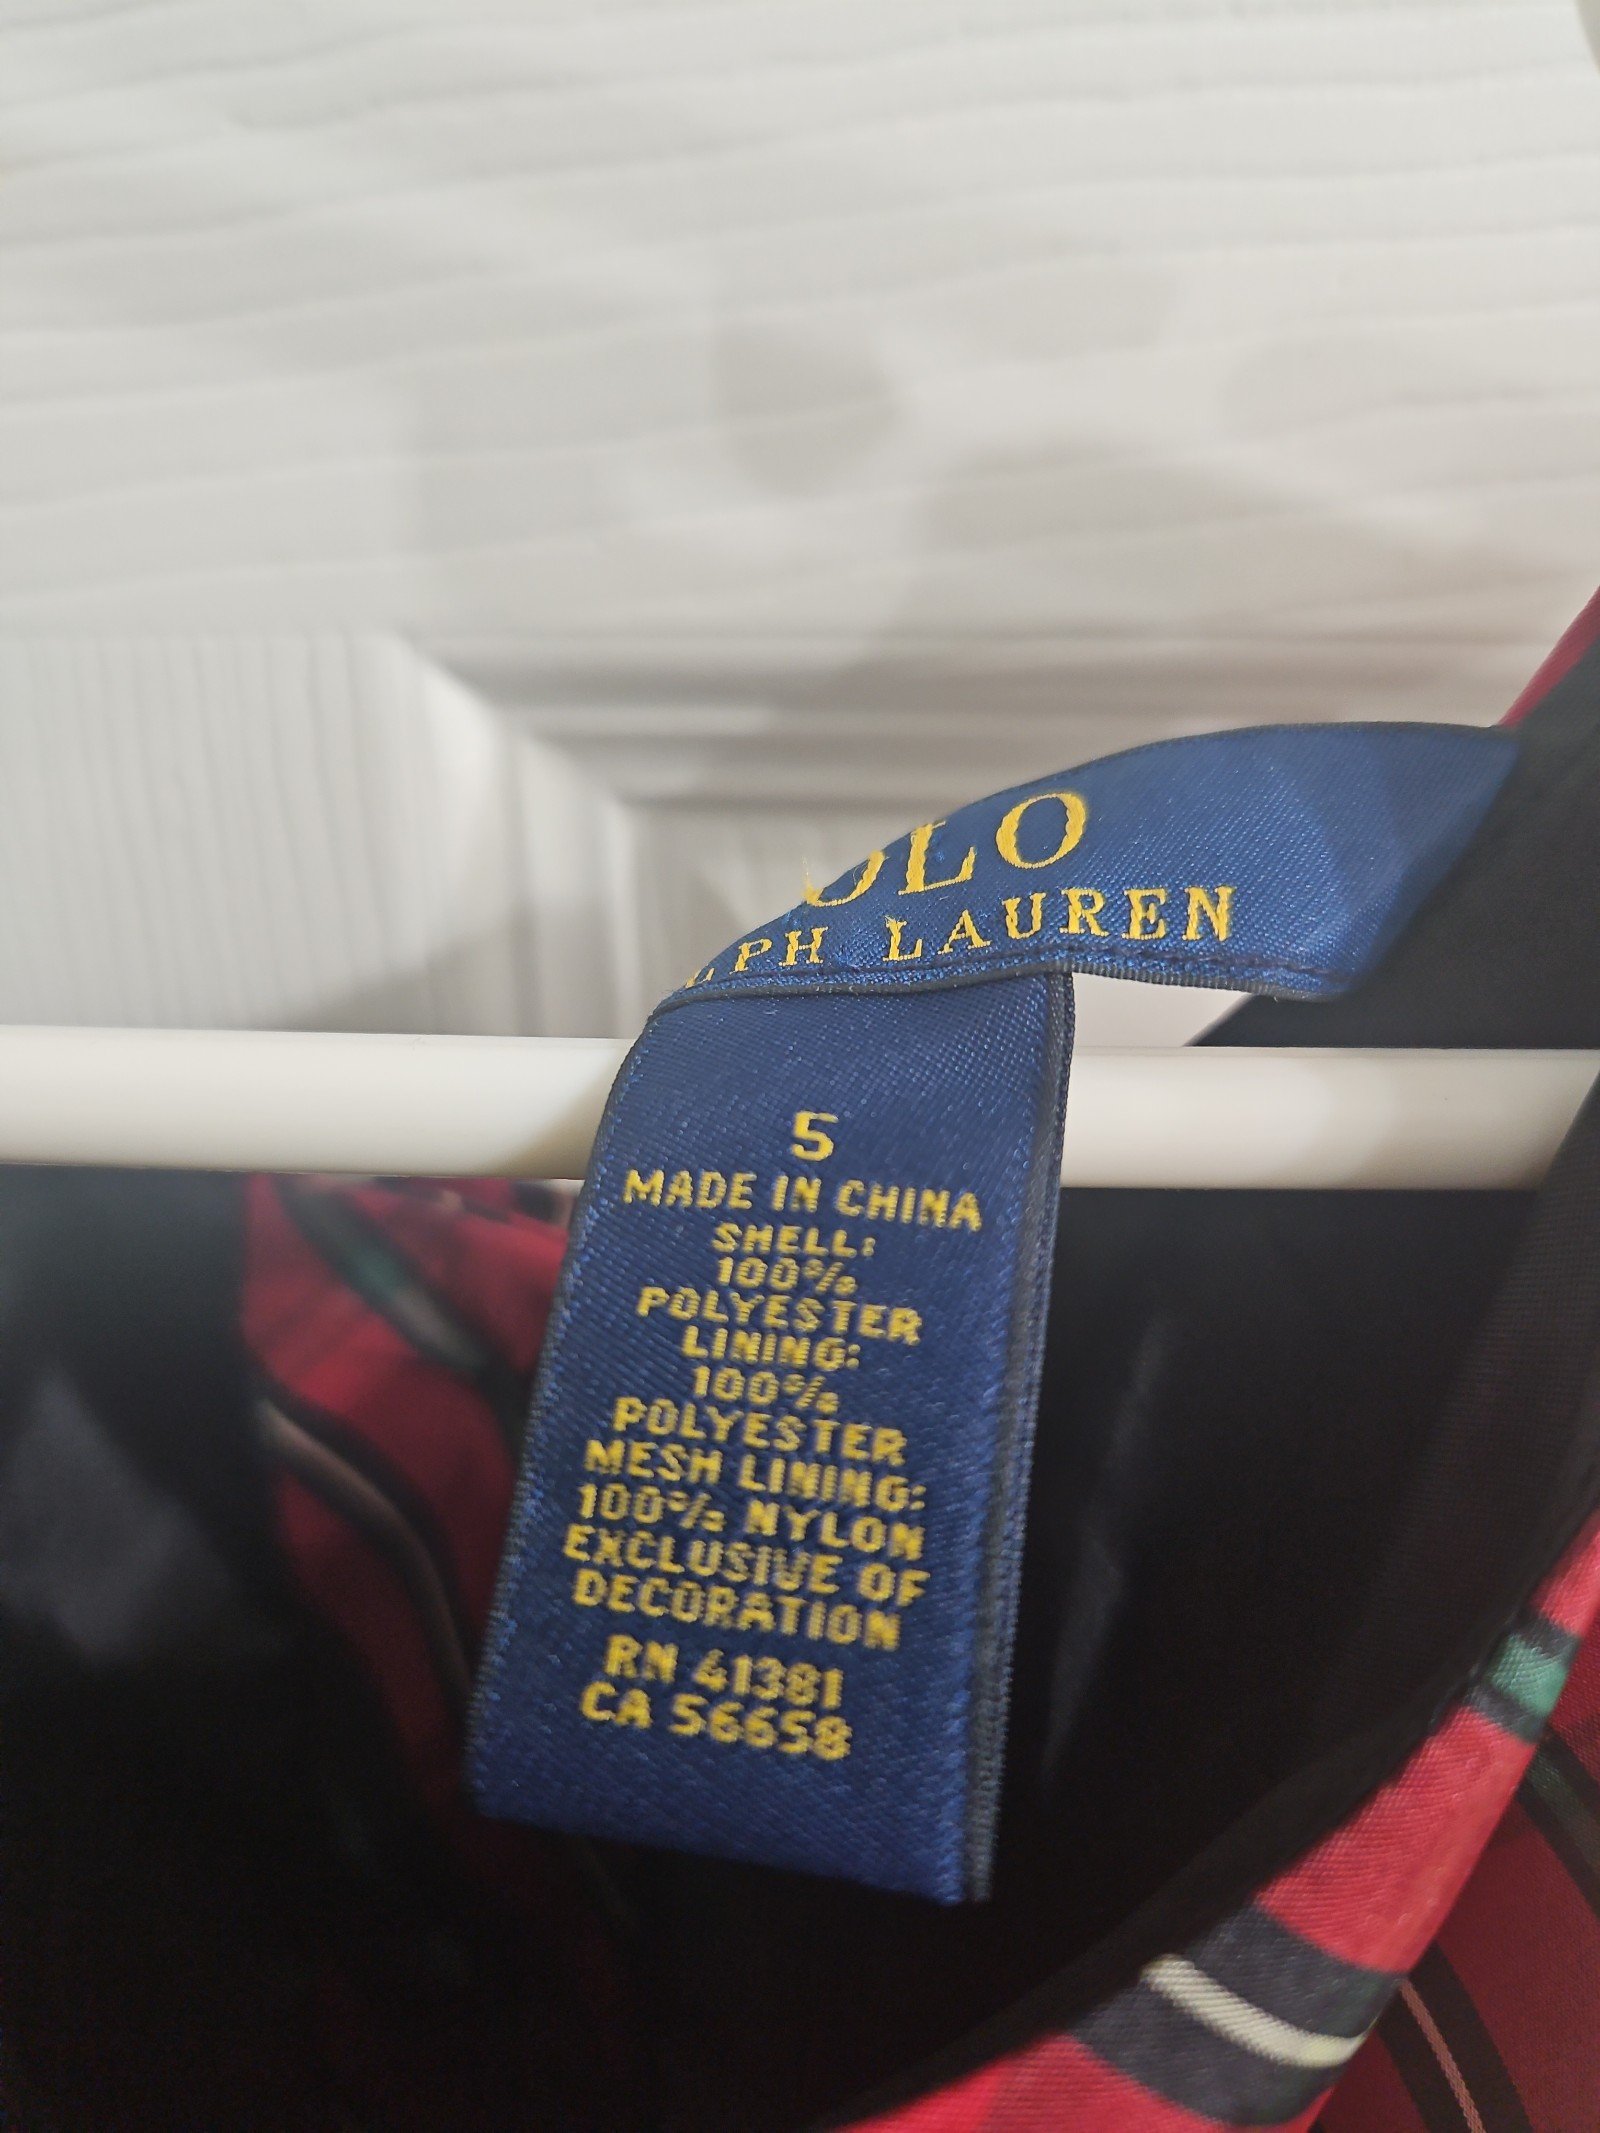 OLO
LPH LAUREN
5
MADE IN CHINA
SHELL:
100%
POLYESTER
LINING:
100%
POLYESTER
MESH LINING:
100% NYLON
EXCLUSIVE OF
DECORATION
RN 41381
CA 56658